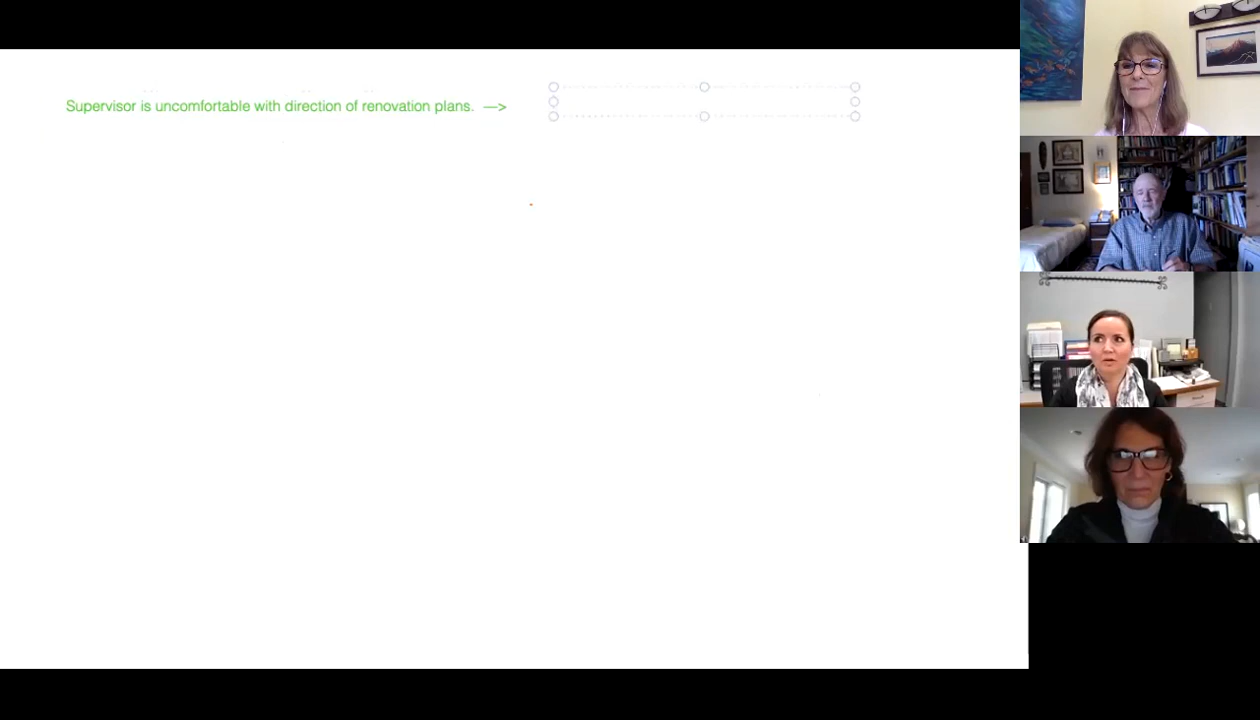 Supervisor is uncomfortable with direction of renovation plans. —>